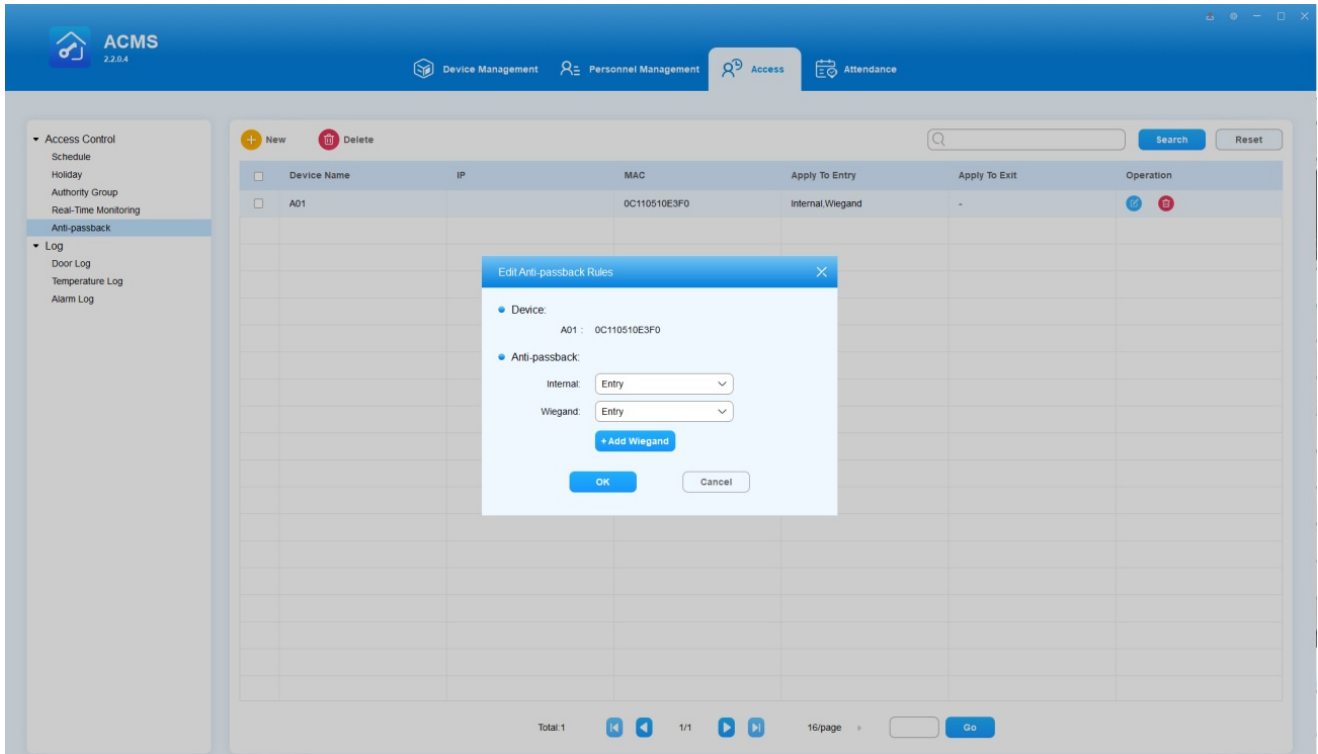 ACMS
2.2.0.4
Device Management Personnel Management Access Attendance
Access Control
Schedule
Holiday
Authority Group
Real-Time Monitoring
Anti-passback
Log
Door Log
Temperature Log
Alarm Log
New Delete Search Reset
Device Name IP MAC Apply To Entry Apply To Exit Operation
A01 0C110510E3F0 Internal,Wiegand -
Edit Anti-passback Rules
Device:
A01 : 0C110510E3F0
Anti-passback:
Internal: Entry
Wiegand: Entry
+ Add Wiegand
OK Cancel
Total:1 1/1 16/page Go